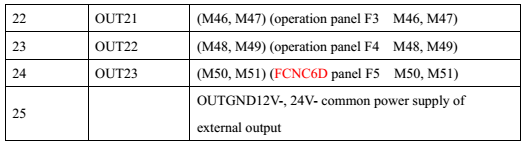 22 OUT21 (M46, M47) (operation panel F3 M46, M47)
23 OUT22 (M48, M49) (operation panel F4 M48, M49)
24 OUT23 (M50, M51) (FCNC6D panel F5 M50, M51)
25 OUTGND12V-, 24V- common power supply of
external output